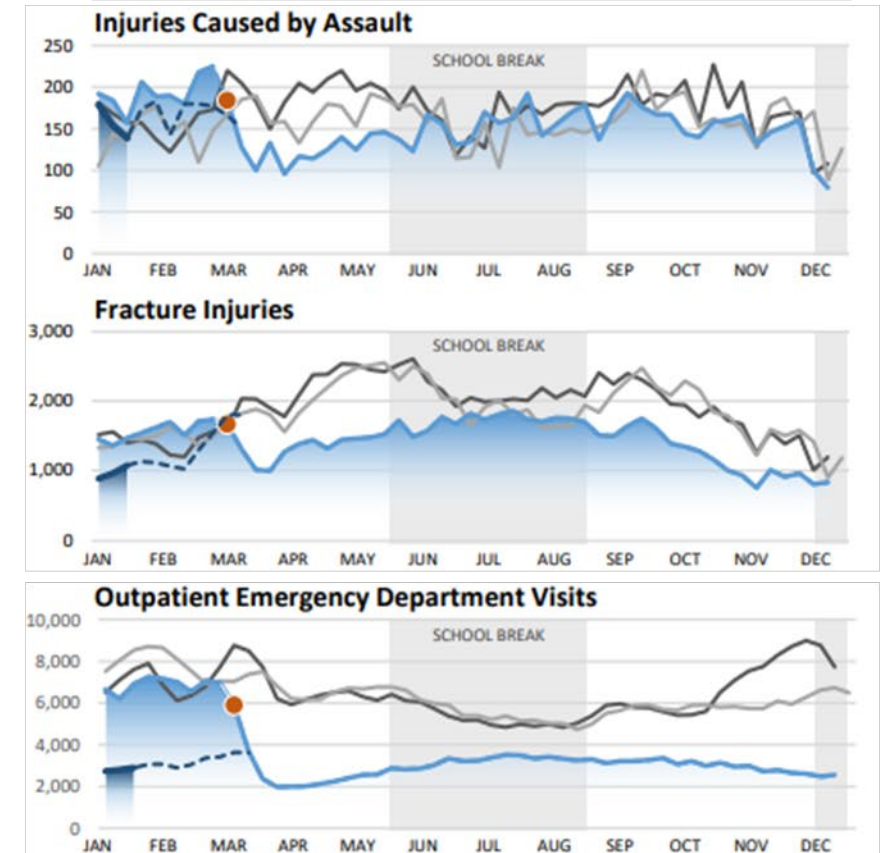 Injuries Caused by Assault
250
SCHOOL BREAK
200
150
100
50
0
JAN FEB MAR APR MAY JUN JUL AUG SEP OCT NOV DEC
Fracture Injuries
3,000
SCHOOL BREAK
2,000
1,000
0
JAN FEB MAR APR MAY JUN JUL AUG SEP OCT NOV DEC
Outpatient Emergency Department Visits
10,000
SCHOOL BREAK
8,000
6,000
4,000
2,000
0
JAN FEB MAR APR MAY JUN JUL AUG SEP OCT NOV DEC